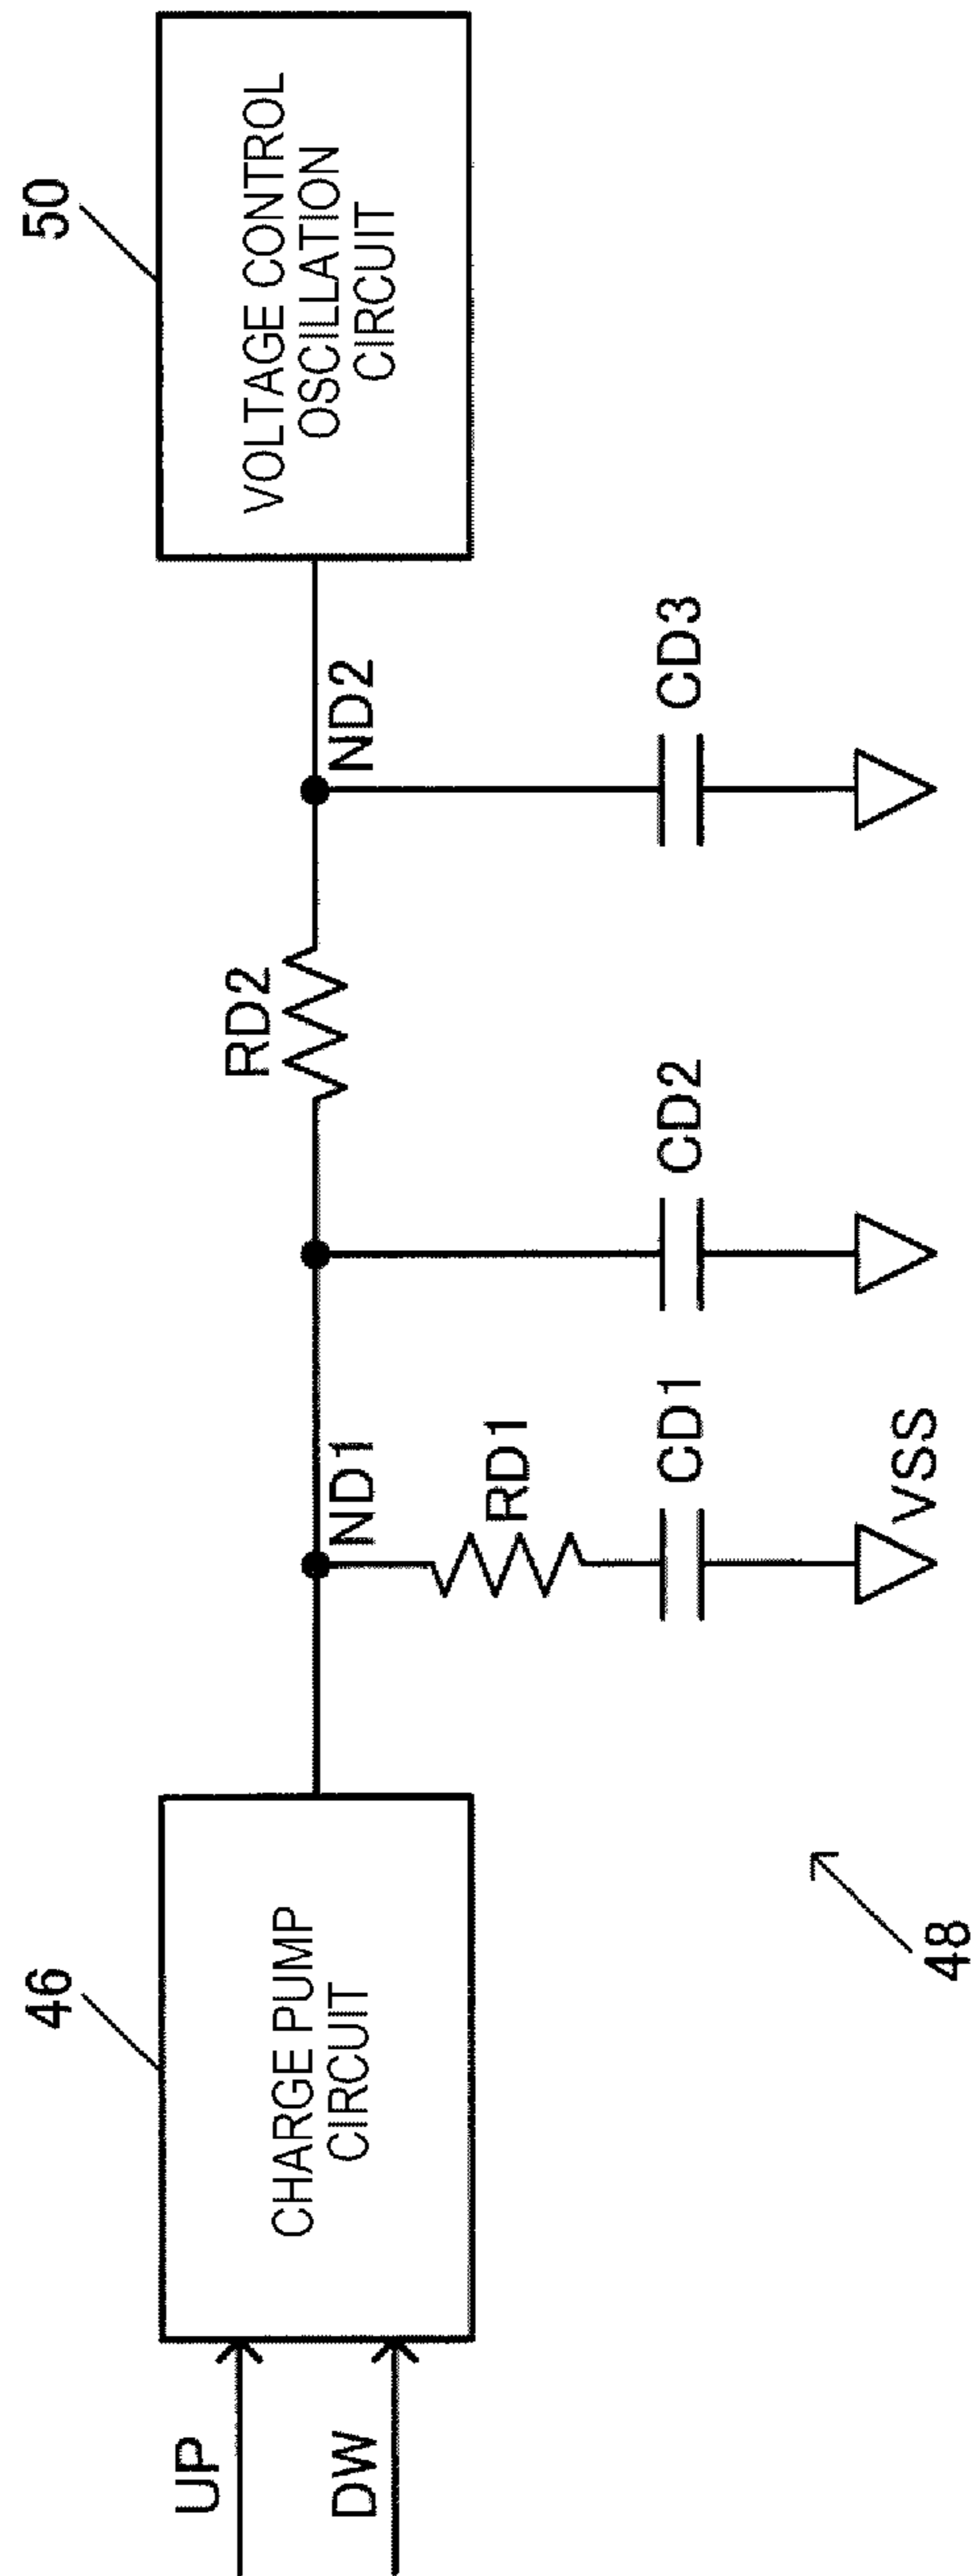 46
50
UP
DW
CHARGE PUMP
CIRCUIT
VOLTAGE CONTROL
OSCILLATION
CIRCUIT
RD2
ND1
ND2
RD1
CD1
CD2
CD3
VSS
48